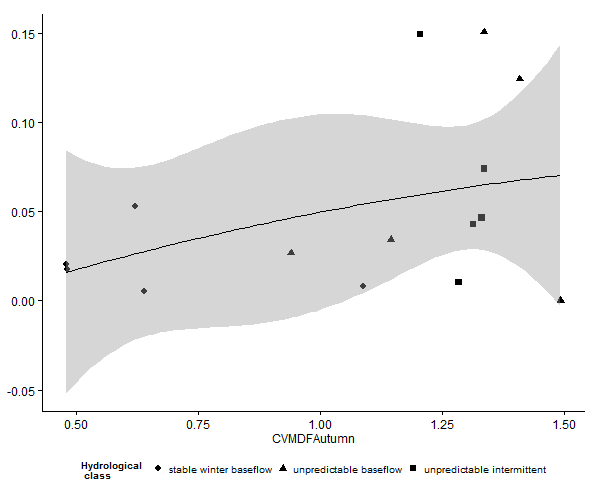 0.15
0.10
0.05
0.00
-0.05
0.50 0.75 1.00 1.25 1.50
CVMDFAutumn
Hydrological
class
stable winter baseflow unpredictable baseflow unpredictable intermittent